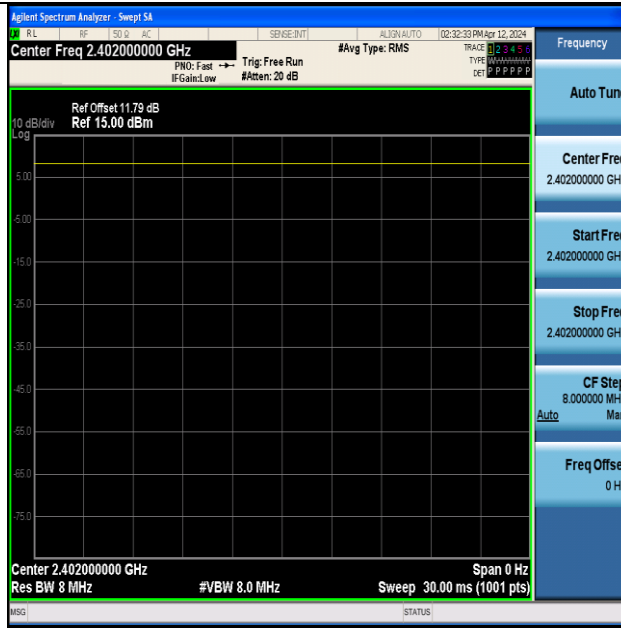 Agilent Spectrum Analyzer - Swept SA
RL RF 50 Ω AC SENSE:INT ALIGN AUTO 02:32:33 PM Apr 12, 2024
Center Freq 2.402000000 GHz #Avg Type: RMS TRACE 1 2 3 4 5 6
PNO: Fast Trig: Free Run TYPE
IFGain:Low #Atten: 20 dB DET P P P P P P
Frequency
Auto Tun
Ref Offset 11.79 dB
10 dB/div Ref 15.00 dBm
Log
5.00
-5.00
-15.0
-25.0
-35.0
-45.0
-55.0
-65.0
-75.0
Center Fre
2.402000000 GH
Start Fre
2.402000000 GH
Stop Fre
2.402000000 GH
CF Ste
8.000000 MH
Auto Ma
Freq Offse
0 H
Center 2.402000000 GHz Span 0 Hz
Res BW 8 MHz #VBW 8.0 MHz Sweep 30.00 ms (1001 pts)
MSG STATUS